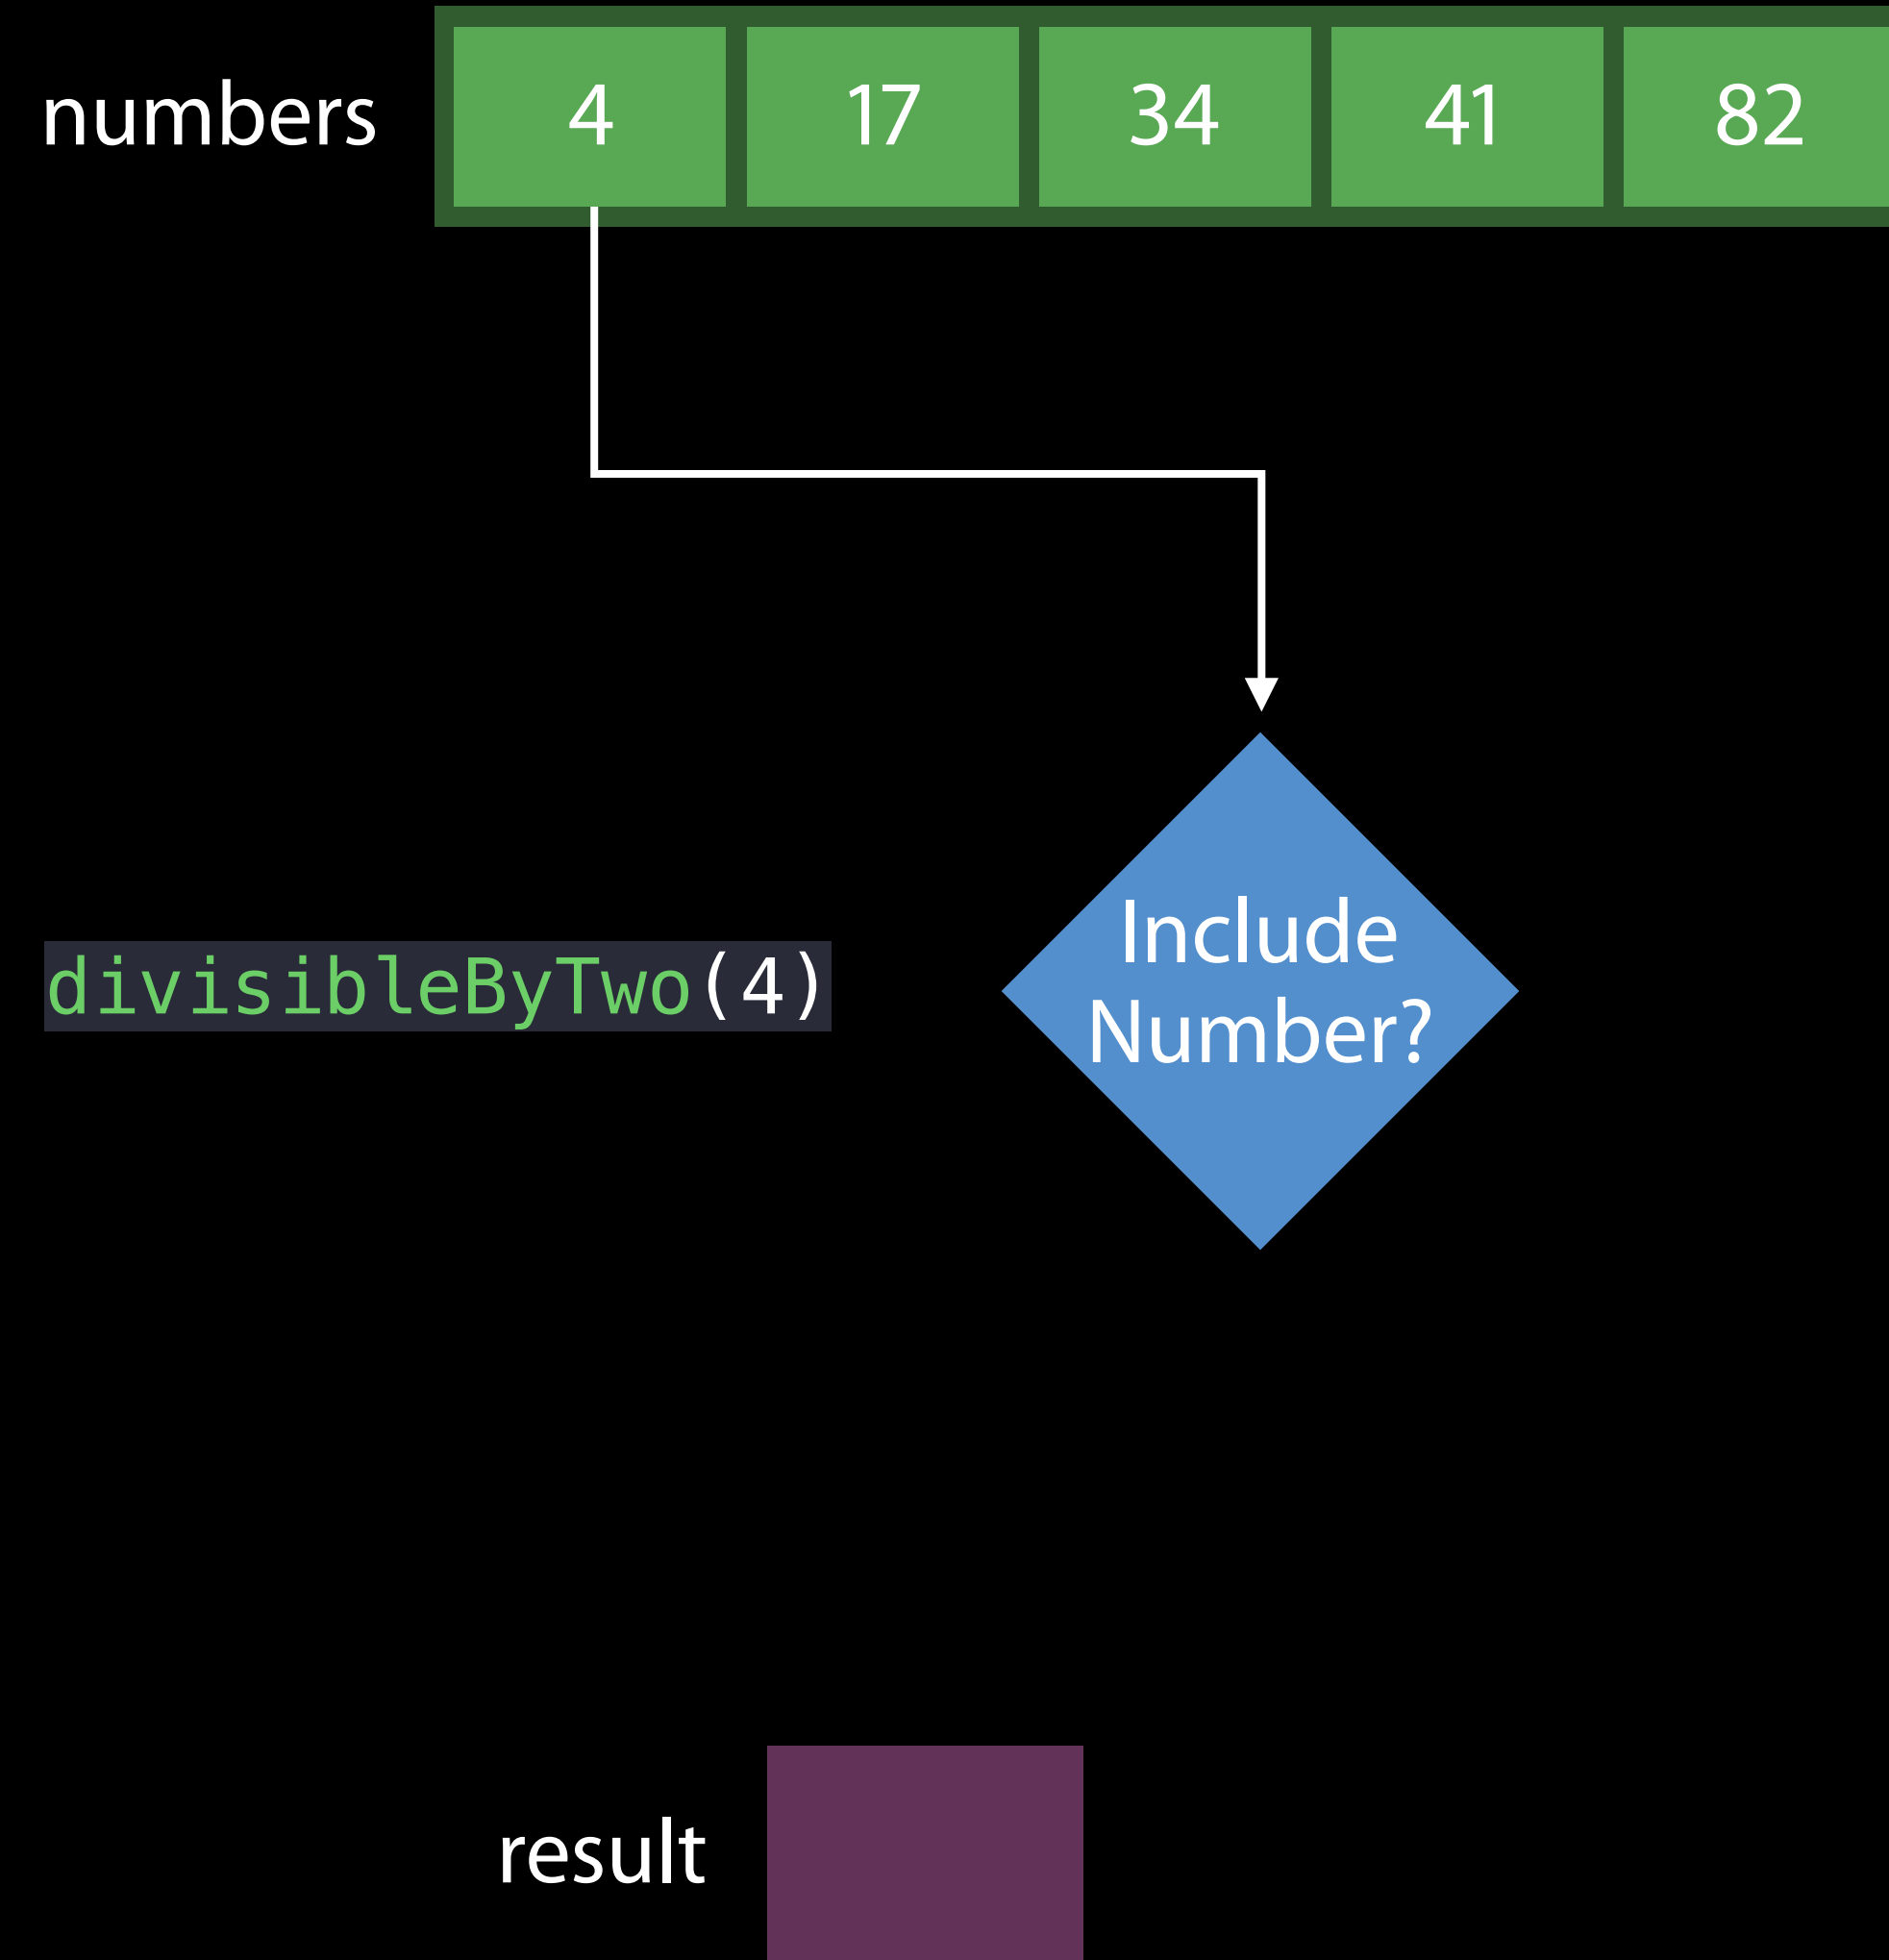 numbers 4 17 34 41 82
Include
Number?
divisibleByTwo(4)
result